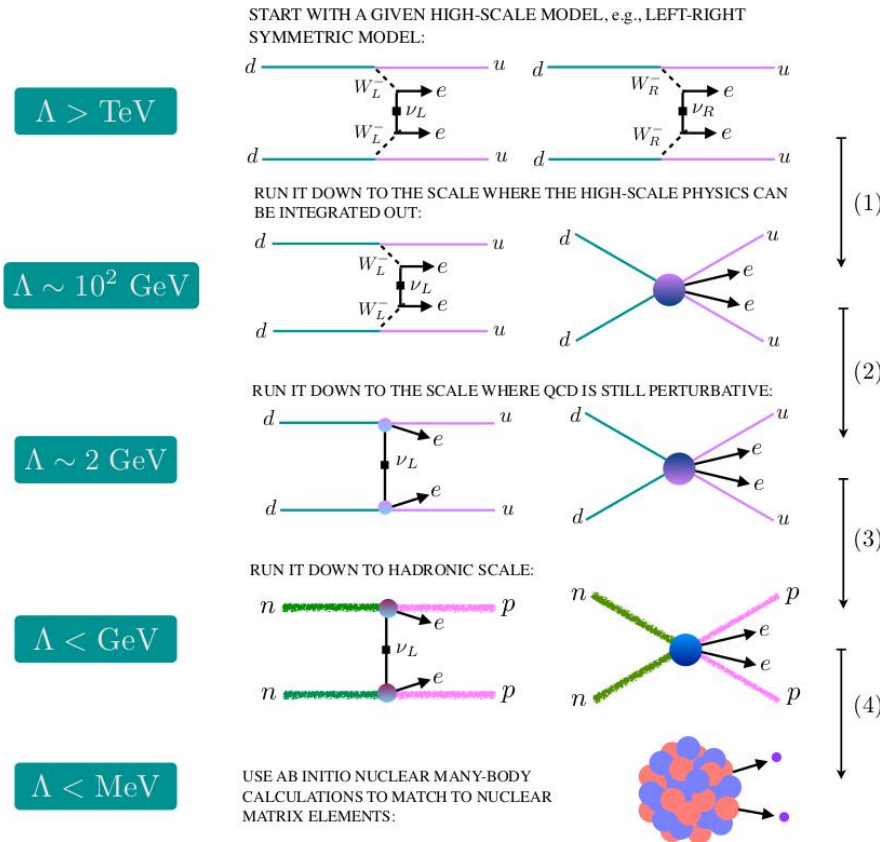 START WITH A GIVEN HIGH-SCALE MODEL, e.g., LEFT-RIGHT
SYMMETRIC MODEL:
Λ > TeV
d u d u
W_L^- e W_R^- e
ν_L ν_R
W_L^- e W_R^- e
d u d u
(1)
RUN IT DOWN TO THE SCALE WHERE THE HIGH-SCALE PHYSICS CAN
BE INTEGRATED OUT:
Λ ∼ 10² GeV
d u d u
W_L^- e e
ν_L
W_L^- e e
d u d u
(2)
RUN IT DOWN TO THE SCALE WHERE QCD IS STILL PERTURBATIVE:
Λ ∼ 2 GeV
d u d u
e e
ν_L
e e
d u d u
(3)
RUN IT DOWN TO HADRONIC SCALE:
Λ < GeV
n p n p
e e
ν_L
e e
n p n p
(4)
Λ < MeV
USE AB INITIO NUCLEAR MANY-BODY
CALCULATIONS TO MATCH TO NUCLEAR
MATRIX ELEMENTS: